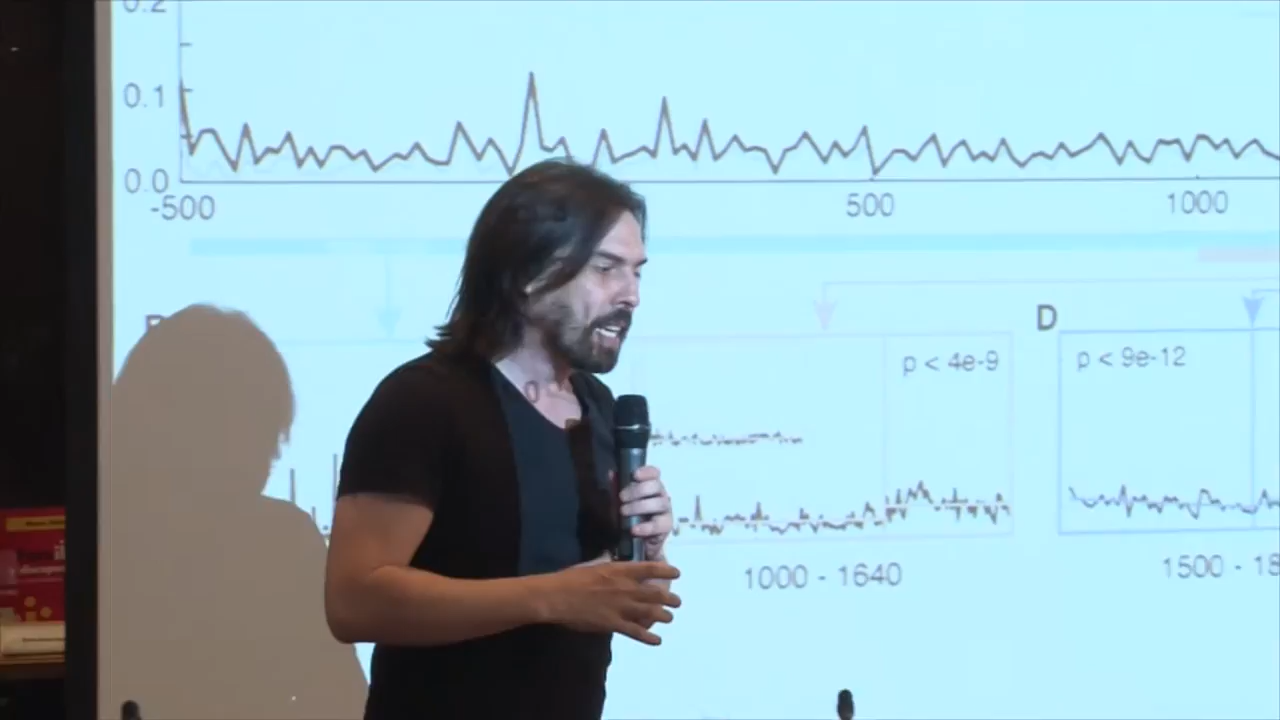 0.2
0.1
0.0
-500
500
1000
D
p < 4e-9
p < 9e-12
1000 - 1640
1500 - 18